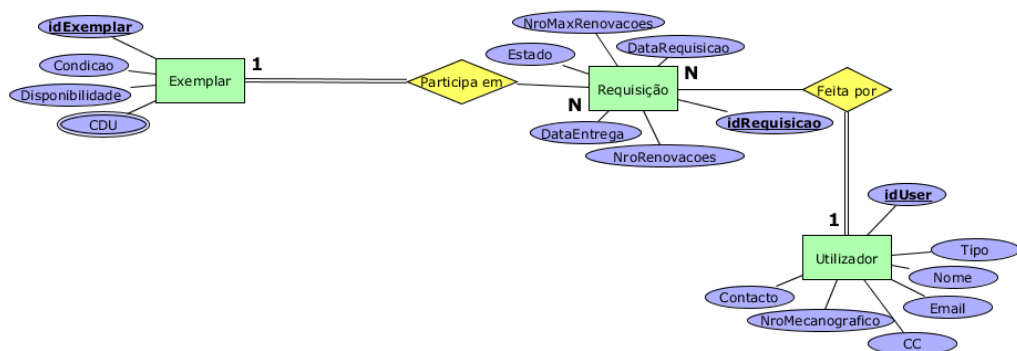 NroMaxRenovacoes
idExemplar
DataRequisicao
Estado
Condicao
1
Exemplar
N
Participa em
Requisição
Feita por
Disponibilidade
N
CDU
idRequisicao
DataEntrega
NroRenovacoes
idUser
1
Tipo
Utilizador
Nome
Contacto
Email
NroMecanografico
CC